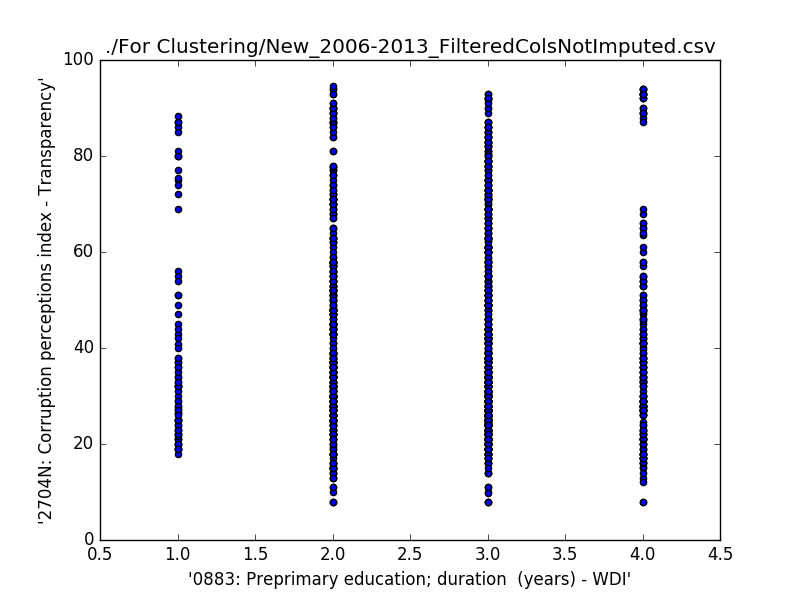 ./For Clustering/New_2006-2013_FilteredColsNotImputed.csv
100
80
60
40
20
0
'2704N: Corruption perceptions index - Transparency'
0.5 1.0 1.5 2.0 2.5 3.0 3.5 4.0 4.5
'0883: Preprimary education; duration  (years) - WDI'